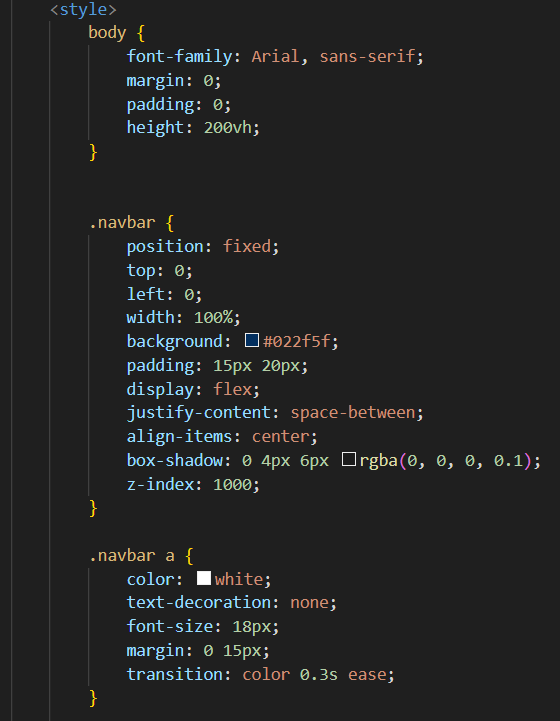 <style>
body {
font-family: Arial, sans-serif;
margin: 0;
padding: 0;
height: 200vh;
}
.navbar {
position: fixed;
top: 0;
left: 0;
width: 100%;
background: #022f5f;
padding: 15px 20px;
display: flex;
justify-content: space-between;
align-items: center;
box-shadow: 0 4px 6px rgba(0, 0, 0, 0.1);
z-index: 1000;
}
.navbar a {
color: white;
text-decoration: none;
font-size: 18px;
margin: 0 15px;
transition: color 0.3s ease;
}